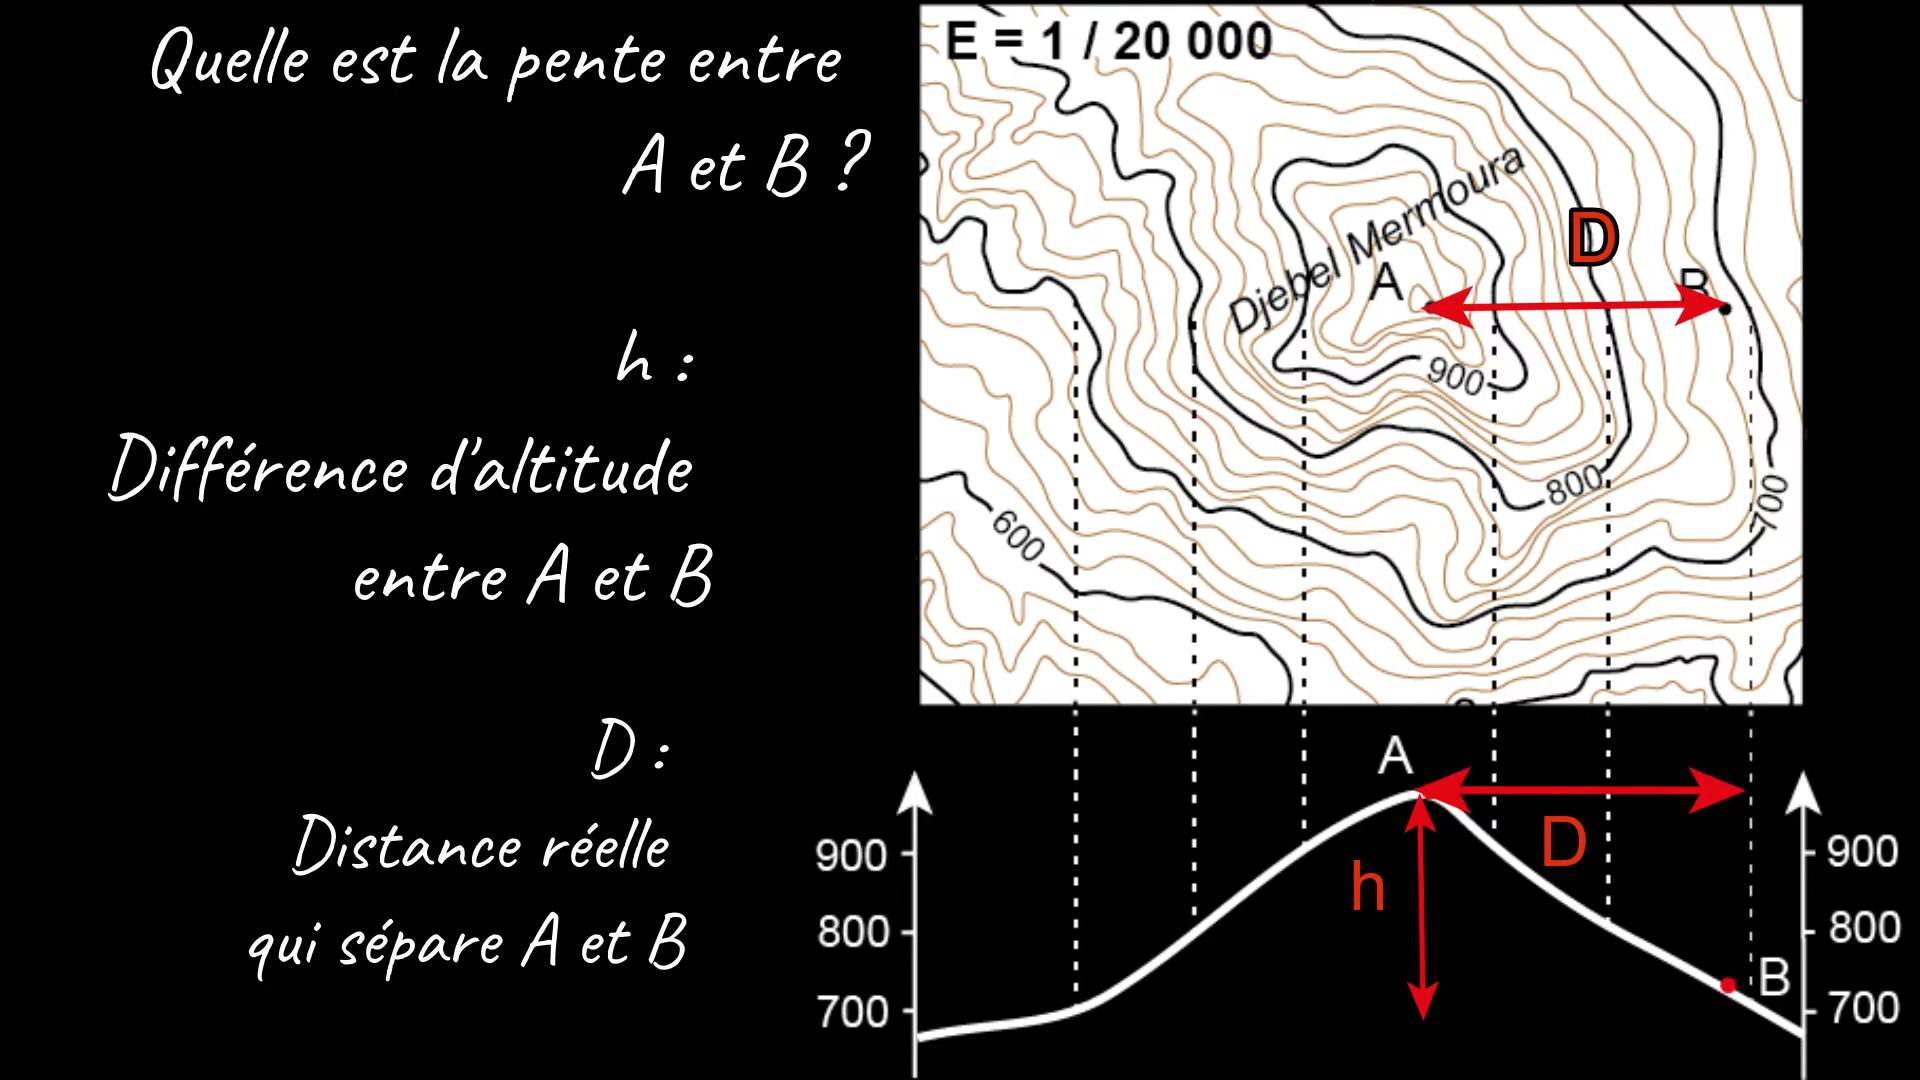 Quelle est la pente entre
A et B ?
h :
Différence d'altitude
entre A et B
D :
Distance réelle
qui sépare A et B
E = 1 / 20 000
Djebel Mermoura
D
A
B
900
800
700
600
A
D
h
B
900
800
700
900
800
700